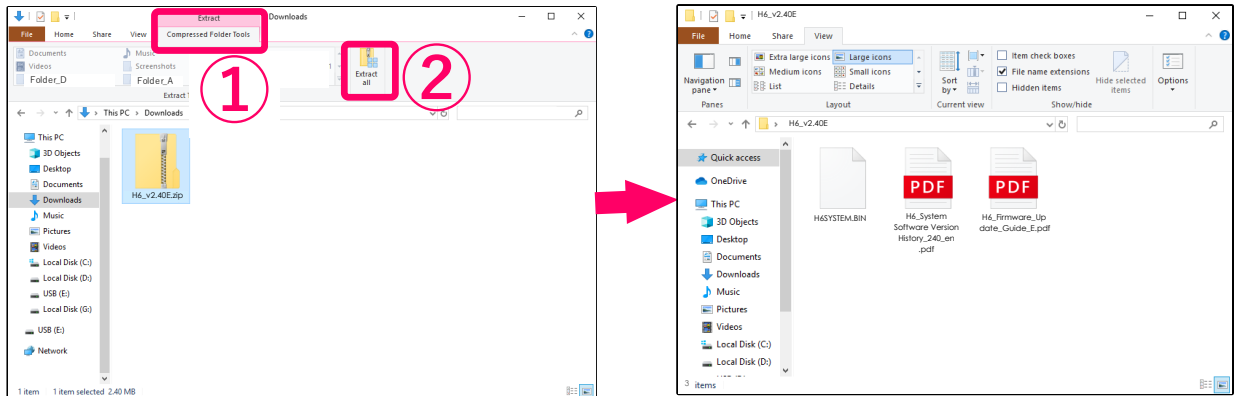 Extract
Downloads
File Home Share View Compressed Folder Tools
Documents
Music
Videos
Screenshots
1
Folder_D
Folder_A
Extract
all
Extract
①
②
This PC > Downloads
This PC
3D Objects
Desktop
Documents
Downloads
Music
Pictures
Videos
Local Disk (C:)
Local Disk (D:)
USB (E:)
Local Disk (G:)
USB (E:)
Network
H6_v2.40E.zip
1 item 1 item selected 2.40 MB
H6_v2.40E
File Home Share View
Navigation
pane
Extra large icons
Large icons
Medium icons
Small icons
List
Details
Sort
by
Item check boxes
File name extensions
Hidden items
Hide selected
items
Options
Panes
Layout
Current view
Show/hide
> H6_v2.40E
Quick access
OneDrive
This PC
3D Objects
Desktop
Documents
Downloads
Music
Pictures
Videos
Local Disk (C:)
Local Disk (D:)
H6SYSTEM.BIN
PDF
H6_System
Software Version
History_240_en
.pdf
PDF
H6_Firmware_Up
date_Guide_E.pdf
3 items